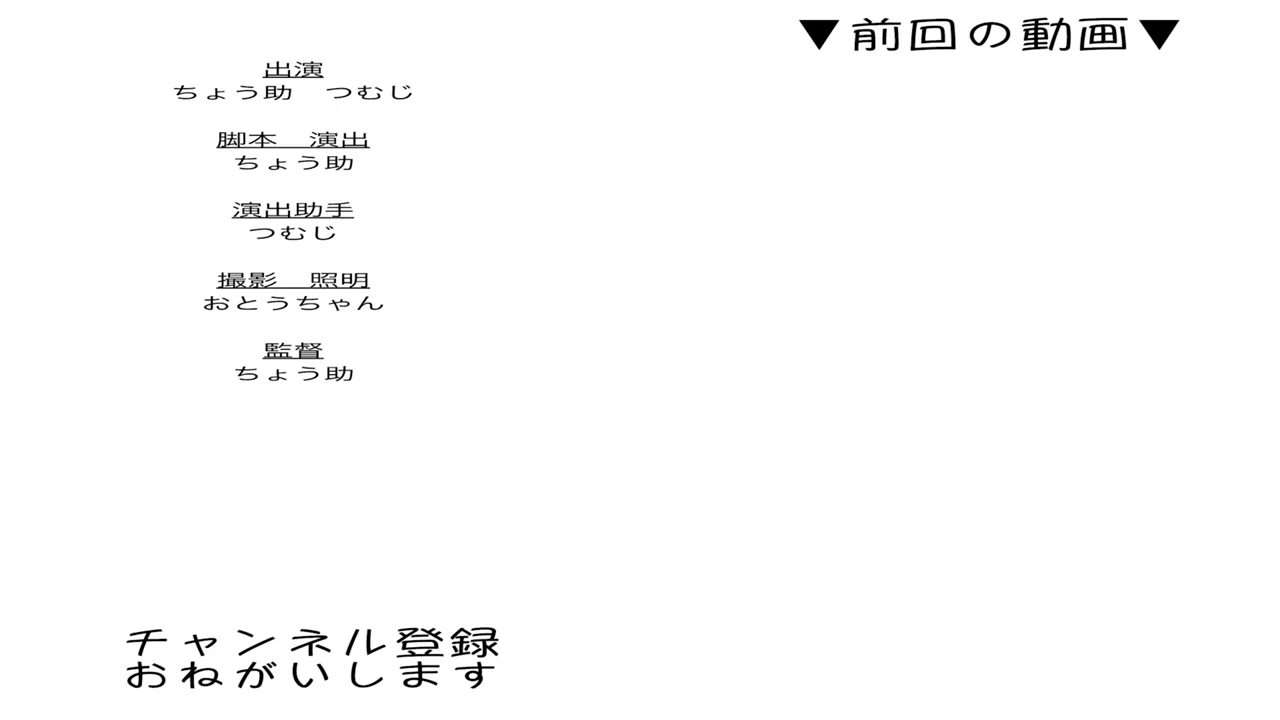 ▼前回の動画▼
出演
ちょう助　つむじ
脚本　演出
ちょう助
演出助手
つむじ
撮影　照明
おとうちゃん
監督
ちょう助
チャンネル登録
おねがいします